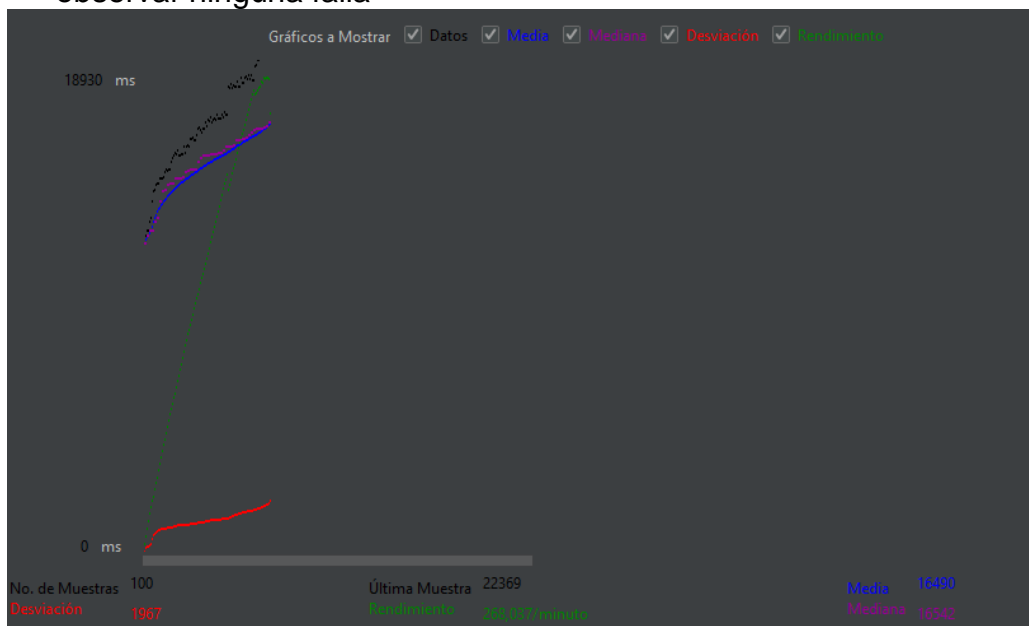 observar ninguna falla
Gráficos a Mostrar Datos Media Mediana Desviación Rendimiento
18930 ms
0 ms
No. de Muestras 100 Última Muestra 22369 Media 16490
Desviación 1967 Rendimiento 268,037/minuto Mediana 16542